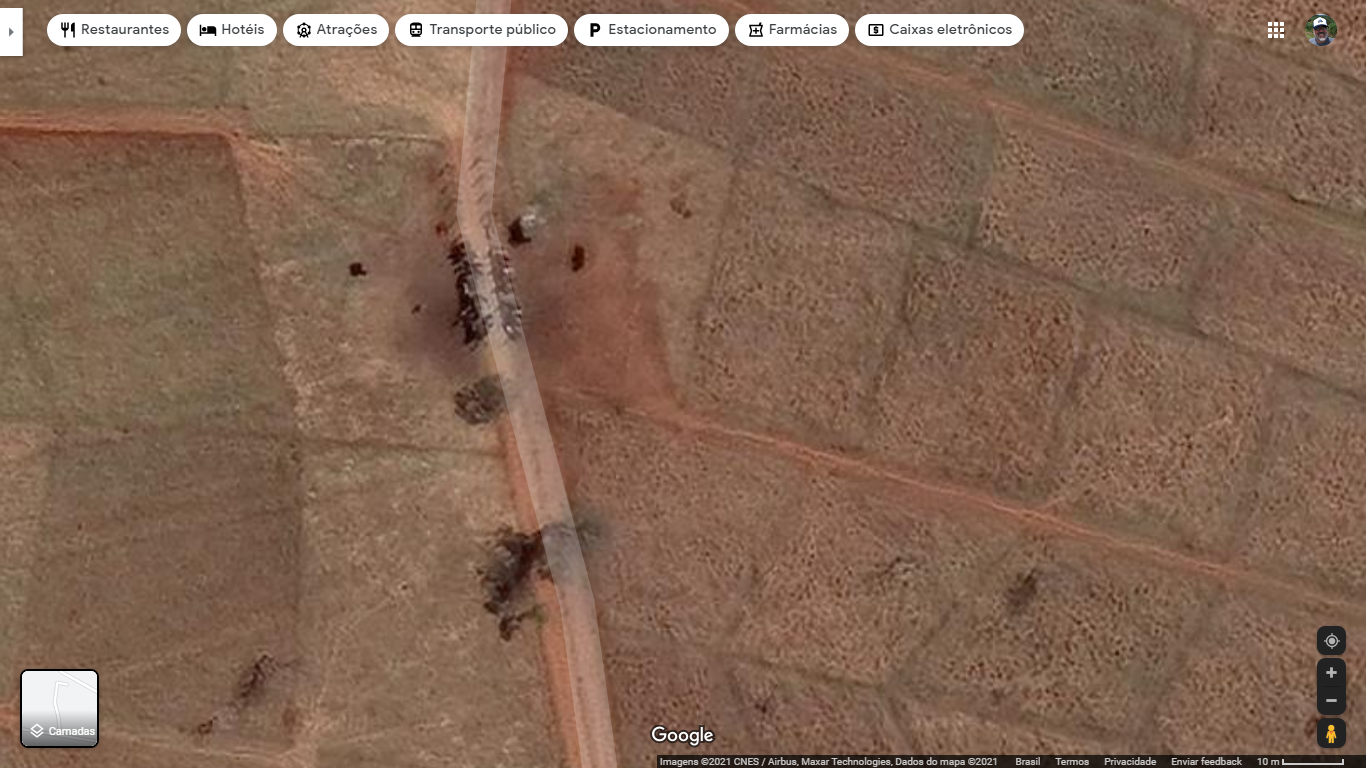 Restaurantes
Hotéis
Atrações
Transporte público
Estacionamento
Farmácias
Caixas eletrônicos
Camadas
Google
Imagens ©2021 CNES / Airbus, Maxar Technologies, Dados do mapa ©2021 Brasil Termos Privacidade Enviar feedback 10 m